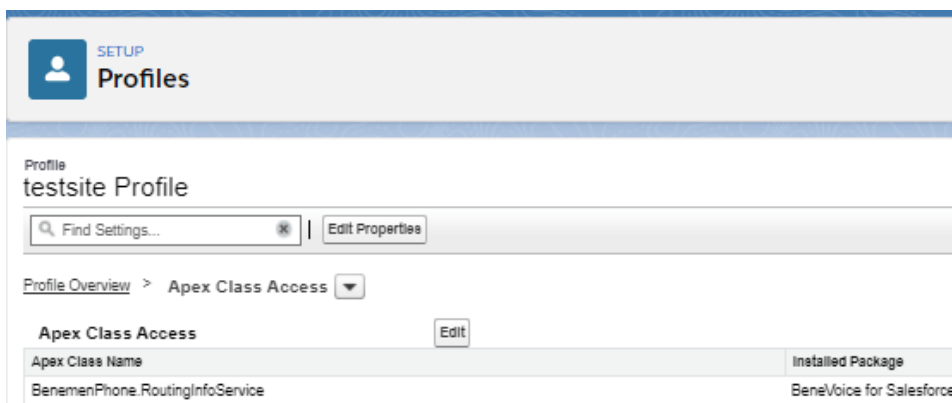 SETUP
Profiles
Profile
testsite Profile
Find Settings... Edit Properties
Profile Overview > Apex Class Access
Apex Class Access Edit
Apex Class Name Installed Package
BenemenPhone.RoutingInfoService BeneVoice for Salesforce